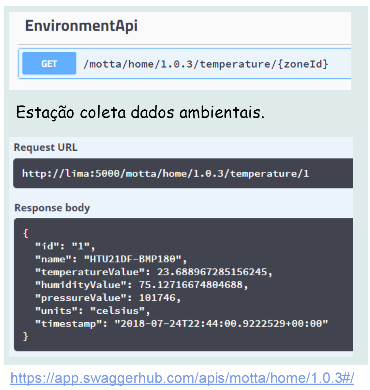 EnvironmentApi
GET /motta/home/1.0.3/temperature/{zoneId}
Estação coleta dados ambientais.
Request URL
http://lima:5000/motta/home/1.0.3/temperature/1
Response body
{
"id": "1",
"name": "HTU21DF-BMP180",
"temperatureValue": 23.688967285156245,
"humidityValue": 75.12716674804688,
"pressureValue": 101746,
"units": "celsius",
"timestamp": "2018-07-24T22:44:00.9222529+00:00"
}
https://app.swaggerhub.com/apis/motta/home/1.0.3#/